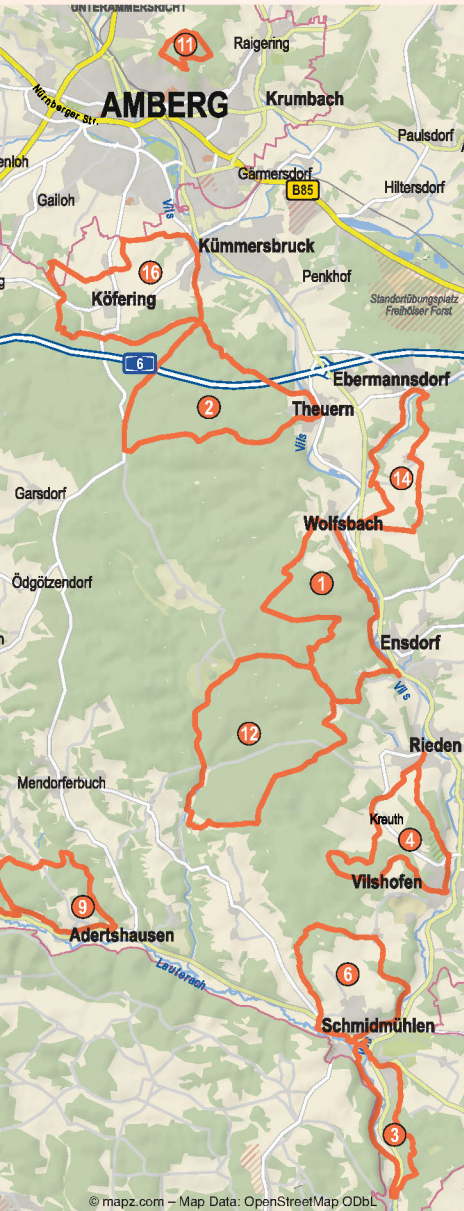 UNTERAMMERSRICHT
11
Raigering
Nürnberger Str.
AMBERG
Krumbach
Paulsdorf
enloh
Gärmersdorf
B85
Hiltersdorf
Gailoh
Vils
Kümmersbruck
16
Penkhof
g
Köfering
Standortübungsplatz
Freihölser Forst
6
Ebermannsdorf
2
Theuern
Vils
14
Garsdorf
Wolfsbach
1
Ödgötzendorf
n
Ensdorf
Vils
12
Rieden
Mendorferbuch
Kreuth
4
Vilshofen
9
Adertshausen
Lauterach
6
Schmidmühlen
3
© mapz.com – Map Data: OpenStreetMap ODbL